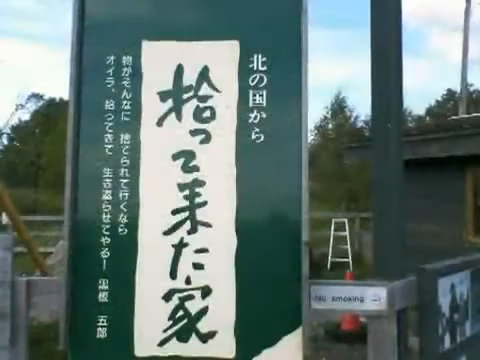 北の国から
拾って来た家
物がそんなに 捨てられて行くなら
オイラ、拾ってきて 生き返らせてやる! 黒板 五郎
No smoking